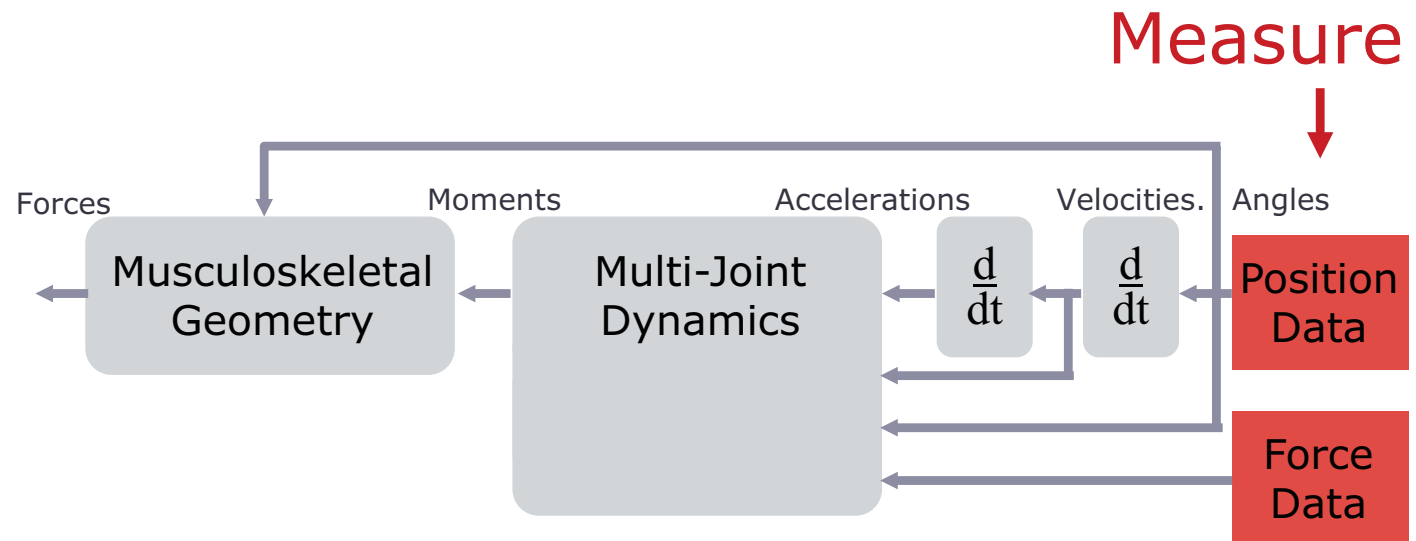 Measure
Forces
Moments
Accelerations
Velocities.
Angles
Musculoskeletal
Geometry
Multi-Joint
Dynamics
d
dt
d
dt
Position
Data
Force
Data